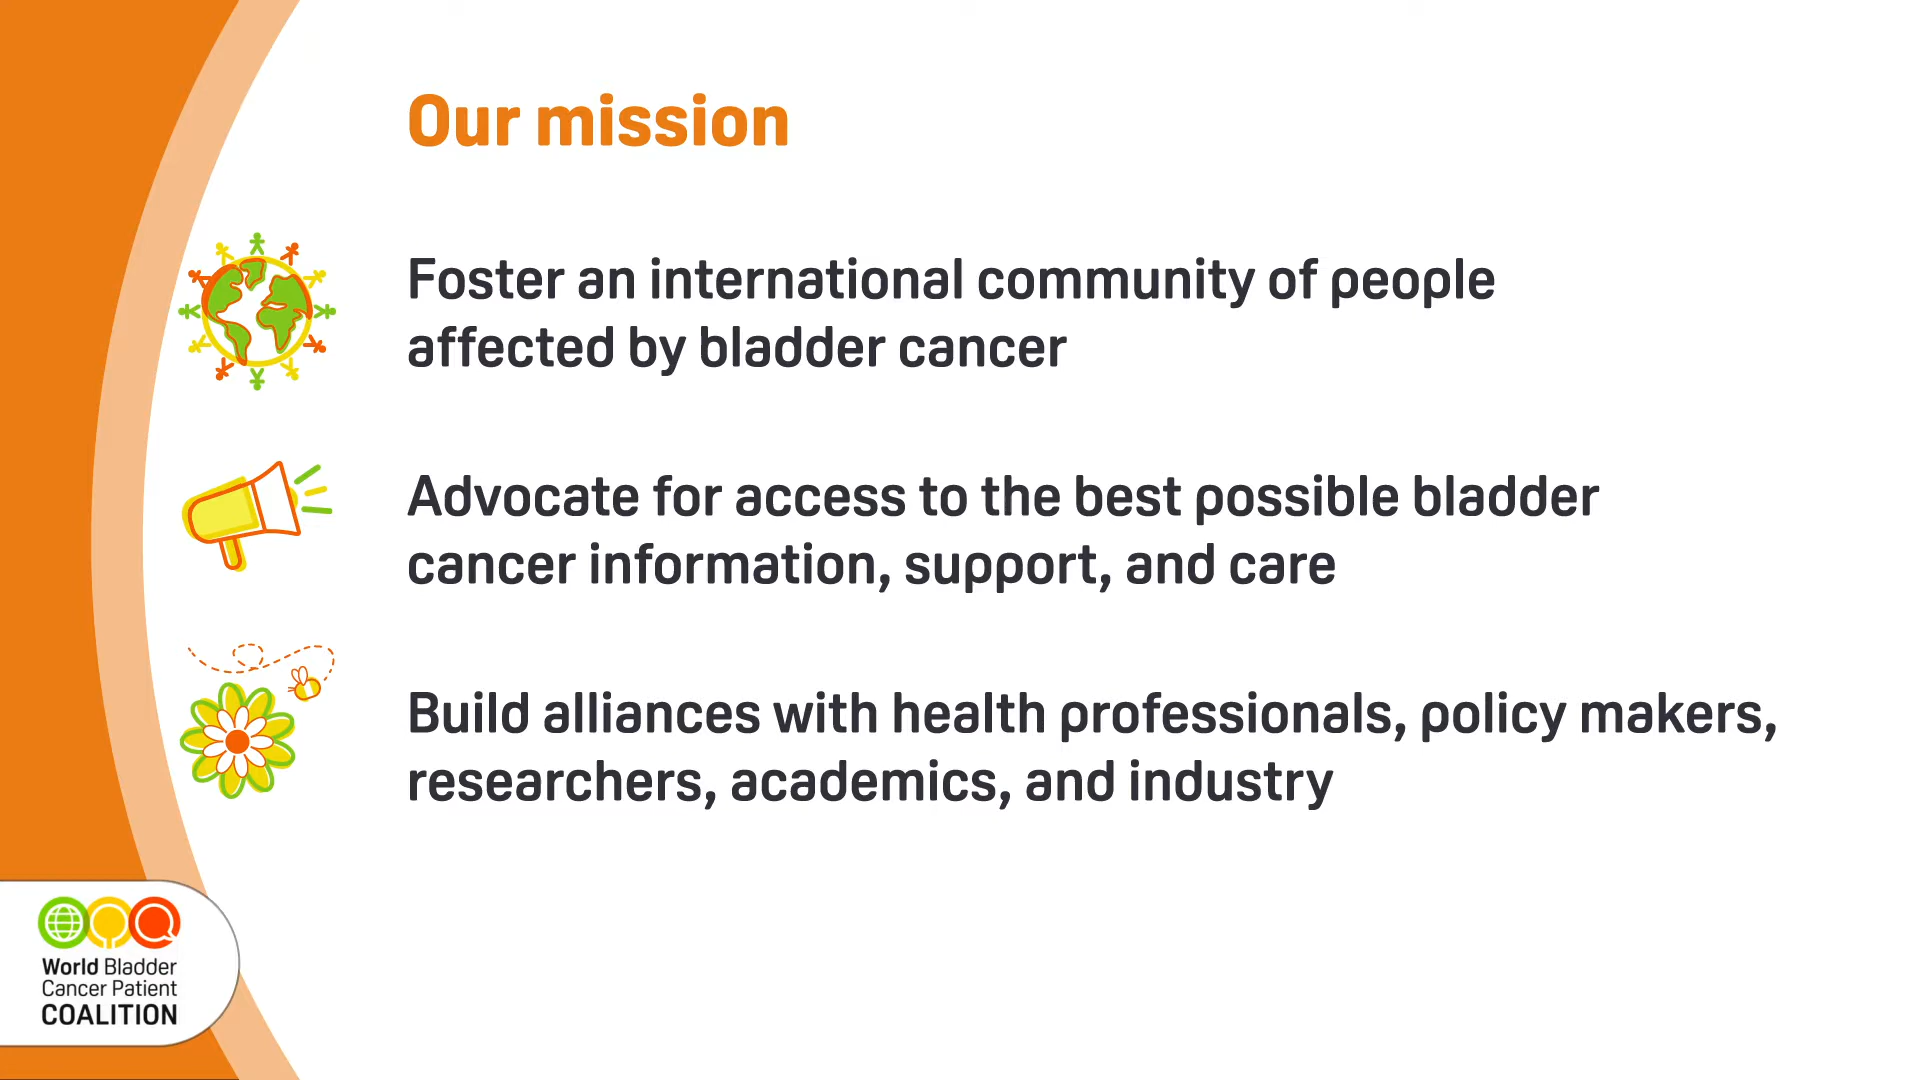 Our mission
Foster an international community of people
affected by bladder cancer
Advocate for access to the best possible bladder
cancer information, support, and care
Build alliances with health professionals, policy makers,
researchers, academics, and industry
World Bladder
Cancer Patient
COALITION